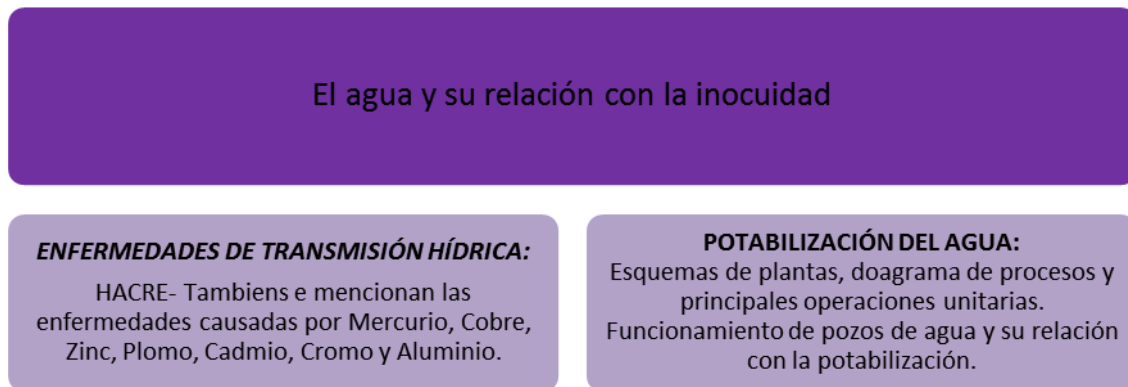 El agua y su relación con la inocuidad
ENFERMEDADES DE TRANSMISIÓN HÍDRICA:
HACRE- Tambiens e mencionan las
enfermedades causadas por Mercurio, Cobre,
Zinc, Plomo, Cadmio, Cromo y Aluminio.
POTABILIZACIÓN DEL AGUA:
Esquemas de plantas, doagrama de procesos y
principales operaciones unitarias.
Funcionamiento de pozos de agua y su relación
con la potabilización.